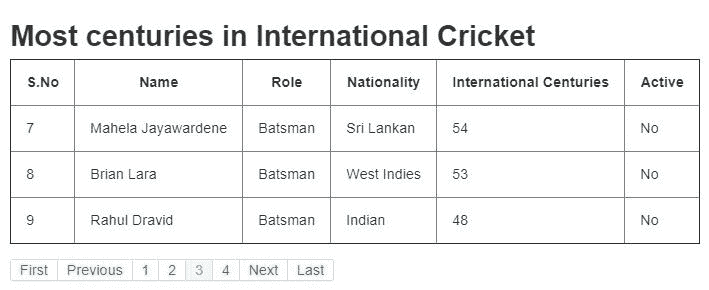 Most centuries in International Cricket
S.No Name Role Nationality International Centuries Active
7 Mahela Jayawardene Batsman Sri Lankan 54 No
8 Brian Lara Batsman West Indies 53 No
9 Rahul Dravid Batsman Indian 48 No
First Previous 1 2 3 4 Next Last